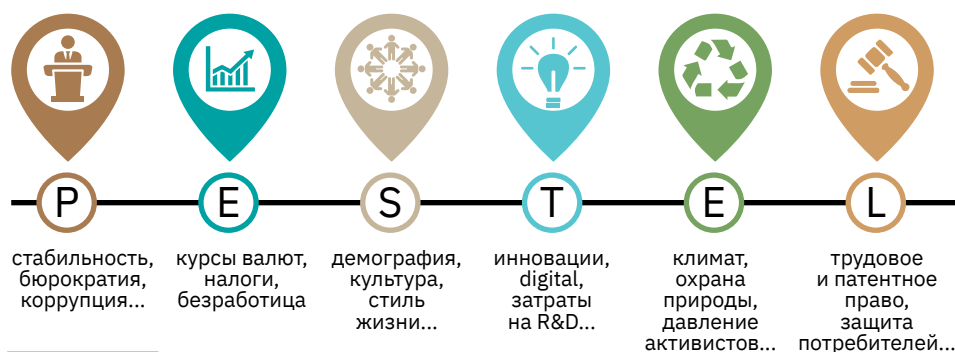 P E S T E L
стабильность,
бюрократия,
коррупция...
курсы валют,
налоги,
безработица
демография,
культура,
стиль
жизни...
инновации,
digital,
затраты
на R&D...
климат,
охрана
природы,
давление
активистов...
трудовое
и патентное
право,
защита
потребителей...